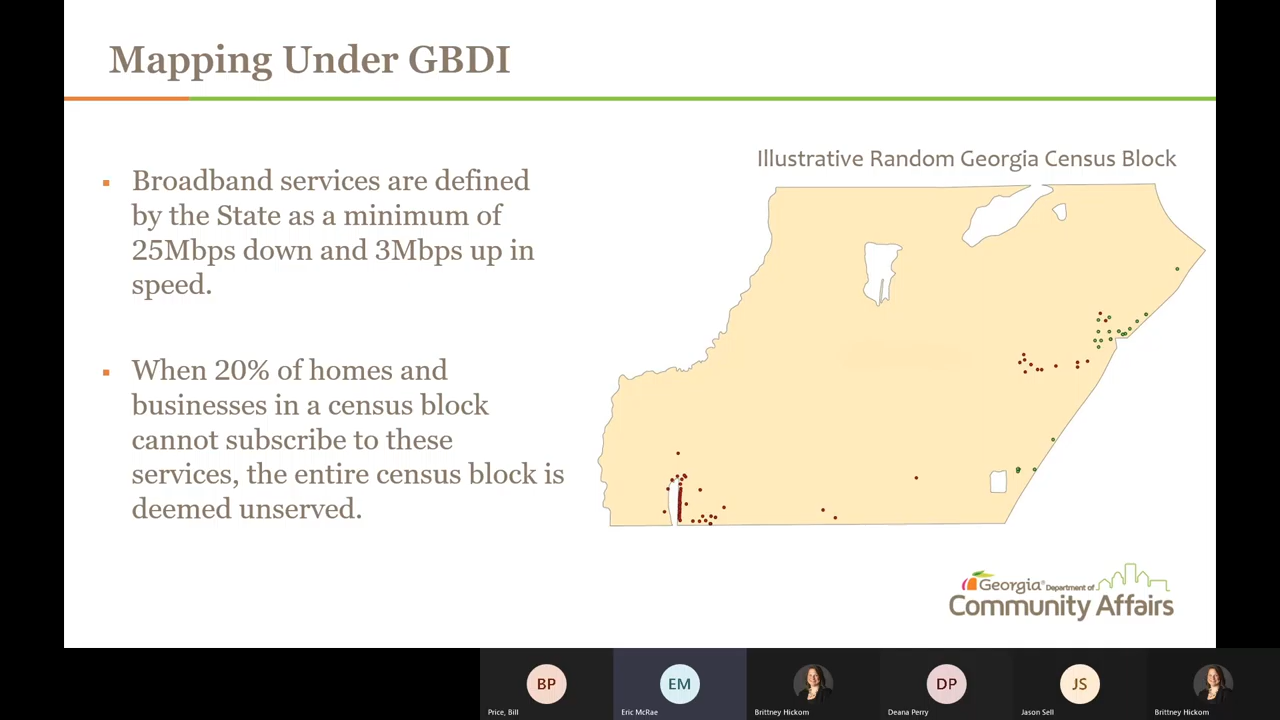 Mapping Under GBDI
▪ Broadband services are defined
by the State as a minimum of
25Mbps down and 3Mbps up in
speed.
▪ When 20% of homes and
businesses in a census block
cannot subscribe to these
services, the entire census block is
deemed unserved.
Illustrative Random Georgia Census Block
Georgia® Department of
Community Affairs
BP
EM
DP
JS
Price, Bill
Eric McRae
Brittney Hickom
Deana Perry
Jason Sell
Brittney Hickom